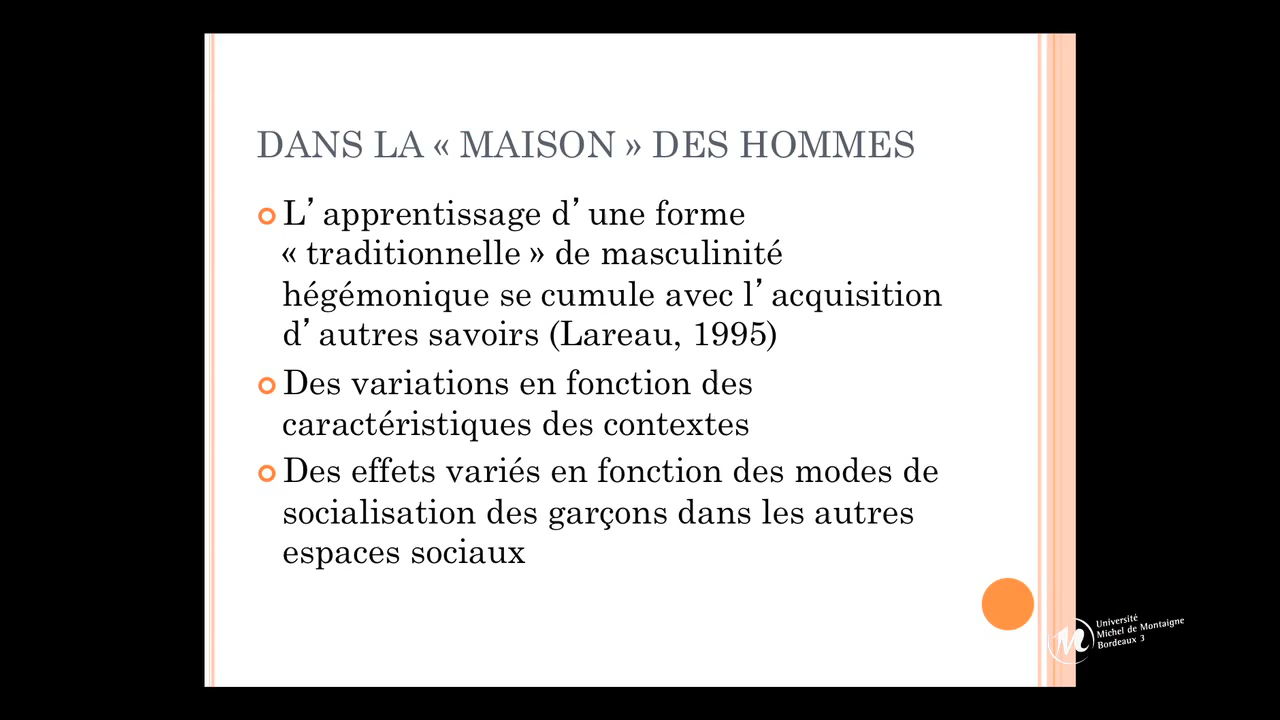 DANS LA « MAISON » DES HOMMES
L’ apprentissage d’ une forme
« traditionnelle » de masculinité
hégémonique se cumule avec l’ acquisition
d’ autres savoirs (Lareau, 1995)
Des variations en fonction des
caractéristiques des contextes
Des effets variés en fonction des modes de
socialisation des garçons dans les autres
espaces sociaux
Université
Michel de Montaigne
Bordeaux 3